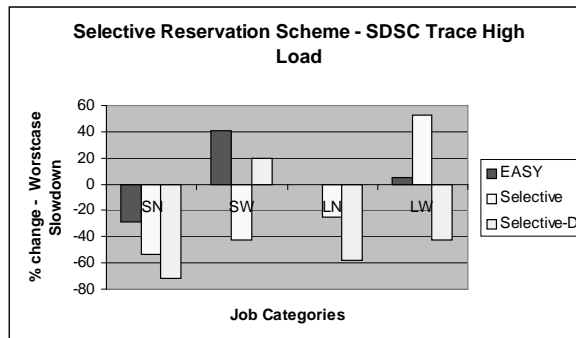 Selective Reservation Scheme - SDSC Trace High
Load
% change - Worstcase
Slowdown
60
40
20
0
-20
-40
-60
-80
SN
SW
LN
LW
Job Categories
EASY
Selective
Selective-D